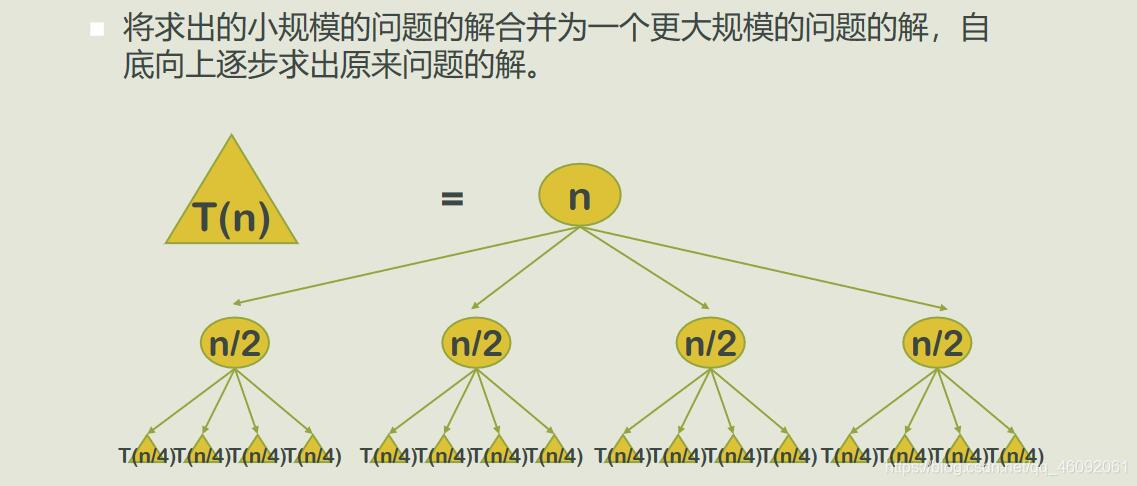 将求出的小规模的问题的解合并为一个更大规模的问题的解，自
底向上逐步求出原来问题的解。
T(n) = n
n/2 n/2 n/2 n/2
T(n/4) T(n/4) T(n/4) T(n/4) T(n/4) T(n/4) T(n/4) T(n/4) T(n/4) T(n/4) T(n/4) T(n/4) T(n/4) T(n/4) T(n/4) T(n/4)
https://blog.csdn.net/qq_46092061